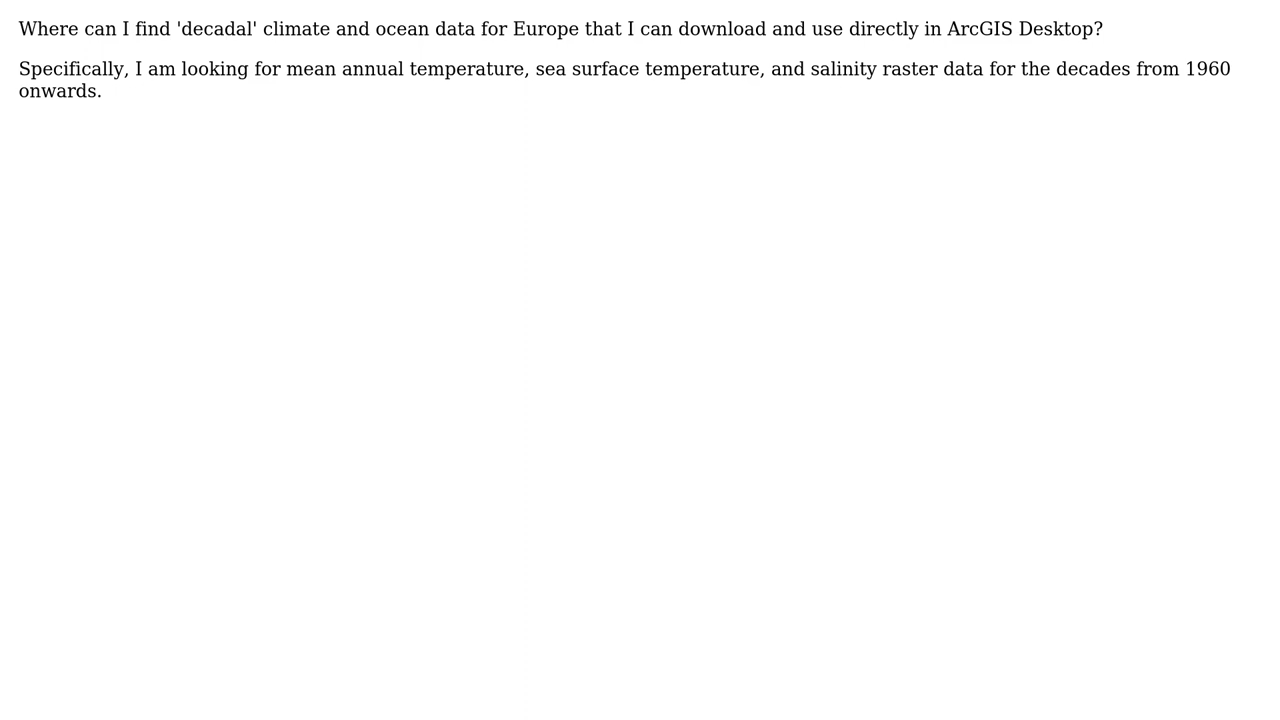 Where can I find 'decadal' climate and ocean data for Europe that I can download and use directly in ArcGIS Desktop?
Specifically, I am looking for mean annual temperature, sea surface temperature, and salinity raster data for the decades from 1960
onwards.